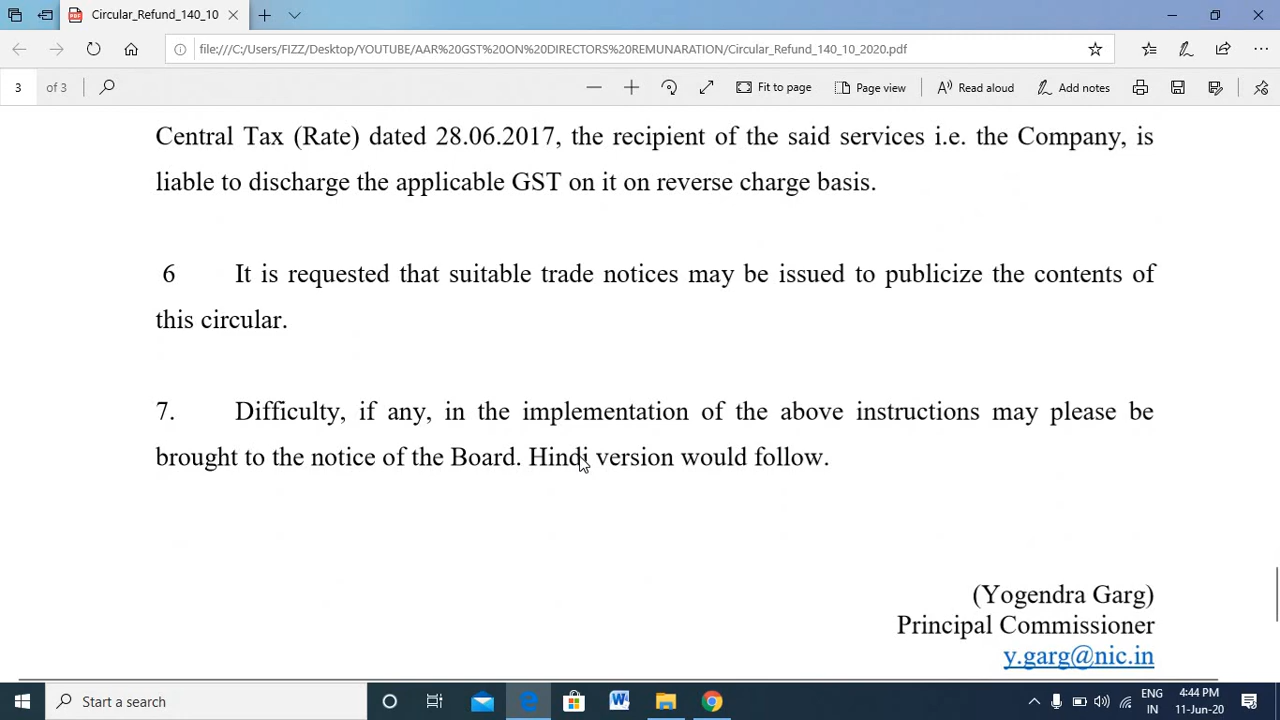 Circular_Refund_140_10
file:///C:/Users/FIZZ/Desktop/YOUTUBE/AAR%20GST%20ON%20DIRECTORS%20REMUNARATION/Circular_Refund_140_10_2020.pdf
3 of 3 Fit to page Page view Read aloud Add notes
Central Tax (Rate) dated 28.06.2017, the recipient of the said services i.e. the Company, is
liable to discharge the applicable GST on it on reverse charge basis.
6 It is requested that suitable trade notices may be issued to publicize the contents of
this circular.
7. Difficulty, if any, in the implementation of the above instructions may please be
brought to the notice of the Board. Hindi version would follow.
(Yogendra Garg)
Principal Commissioner
y.garg@nic.in
Start a search
ENG 4:44 PM
IN 11-Jun-20